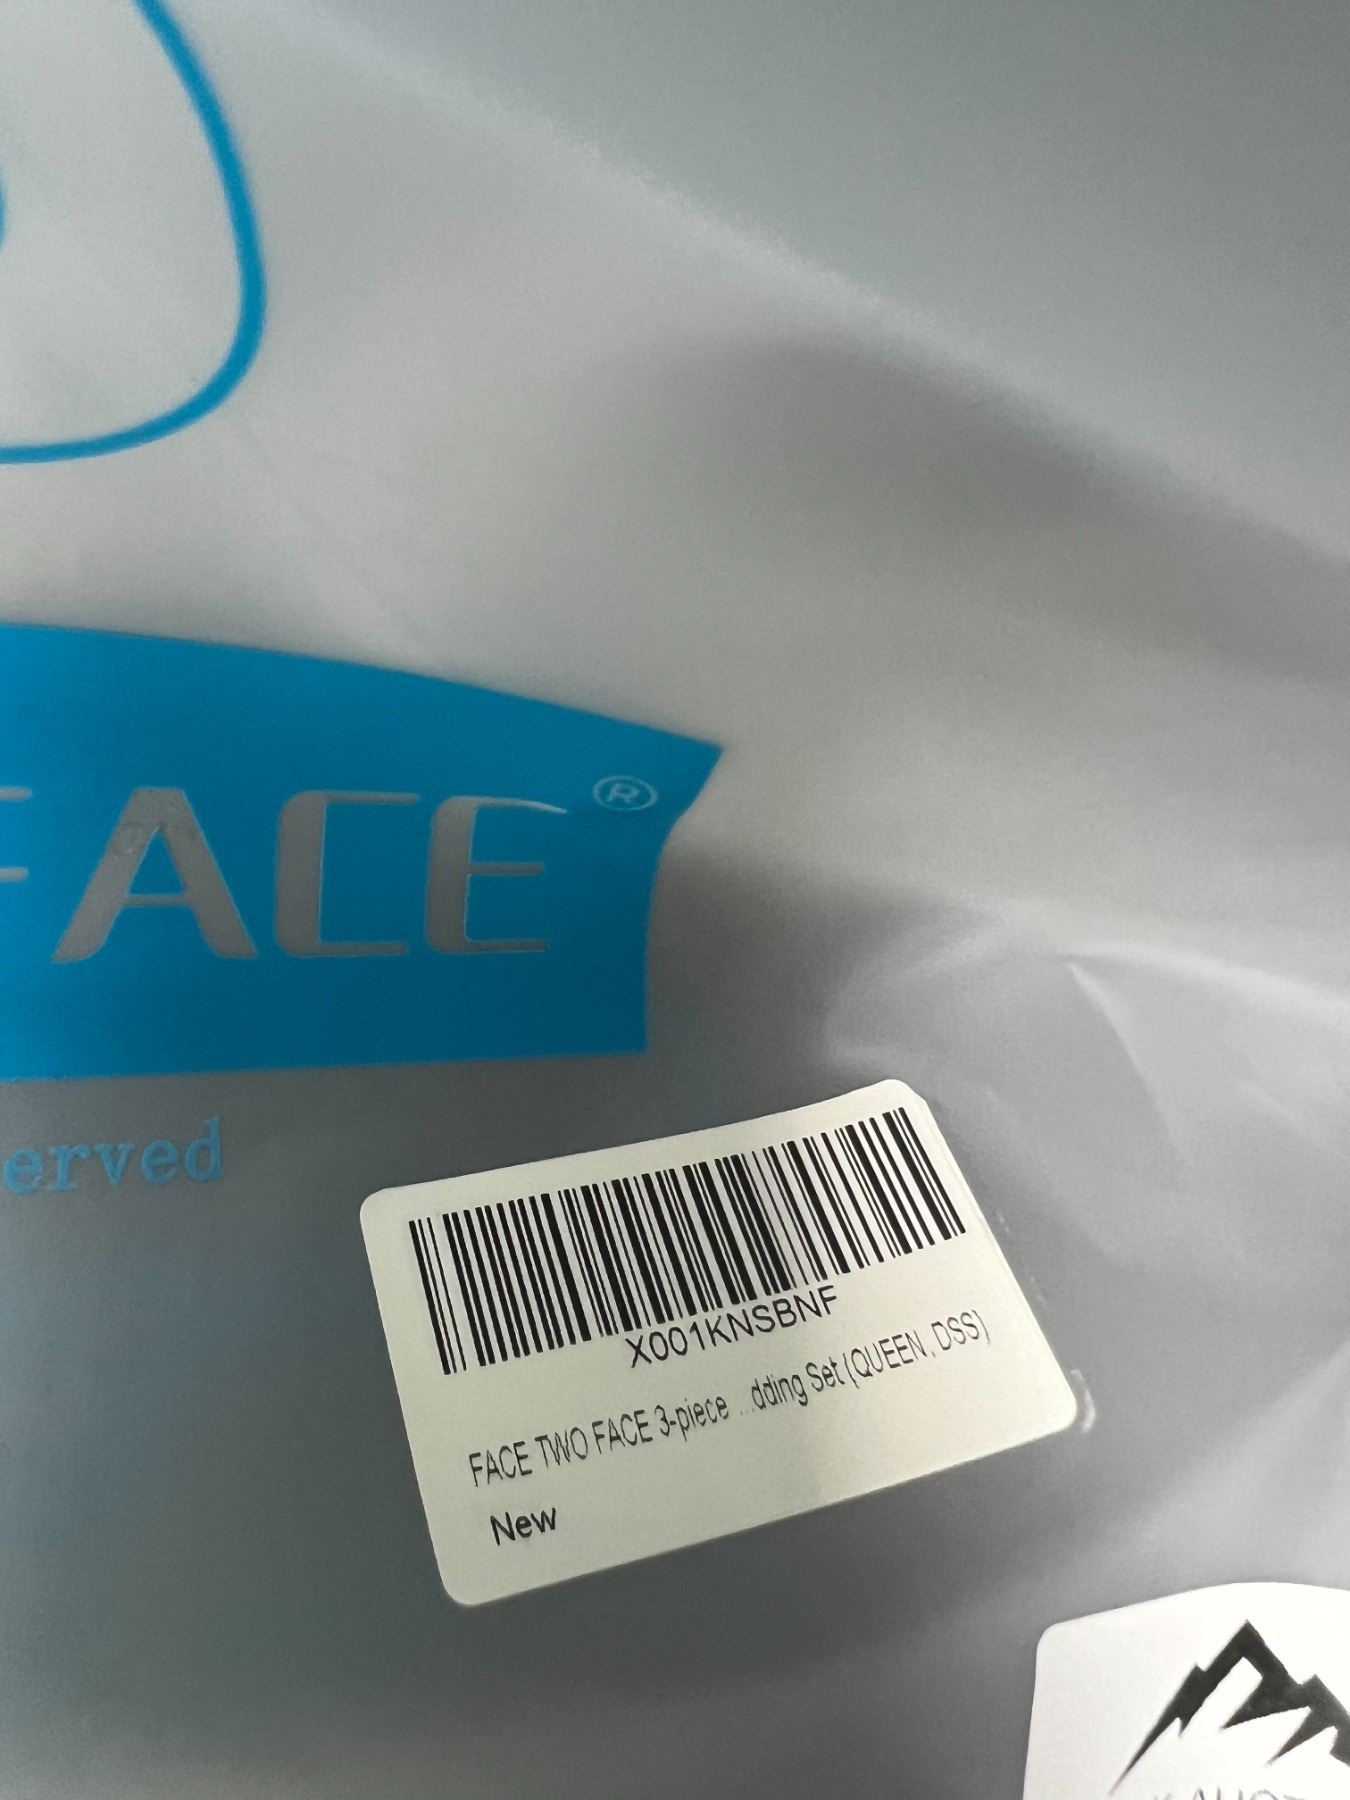 FACE®
erved
X001KNSBNF
FACE TWO FACE 3-piece ...dding Set (QUEEN, DSS)
New